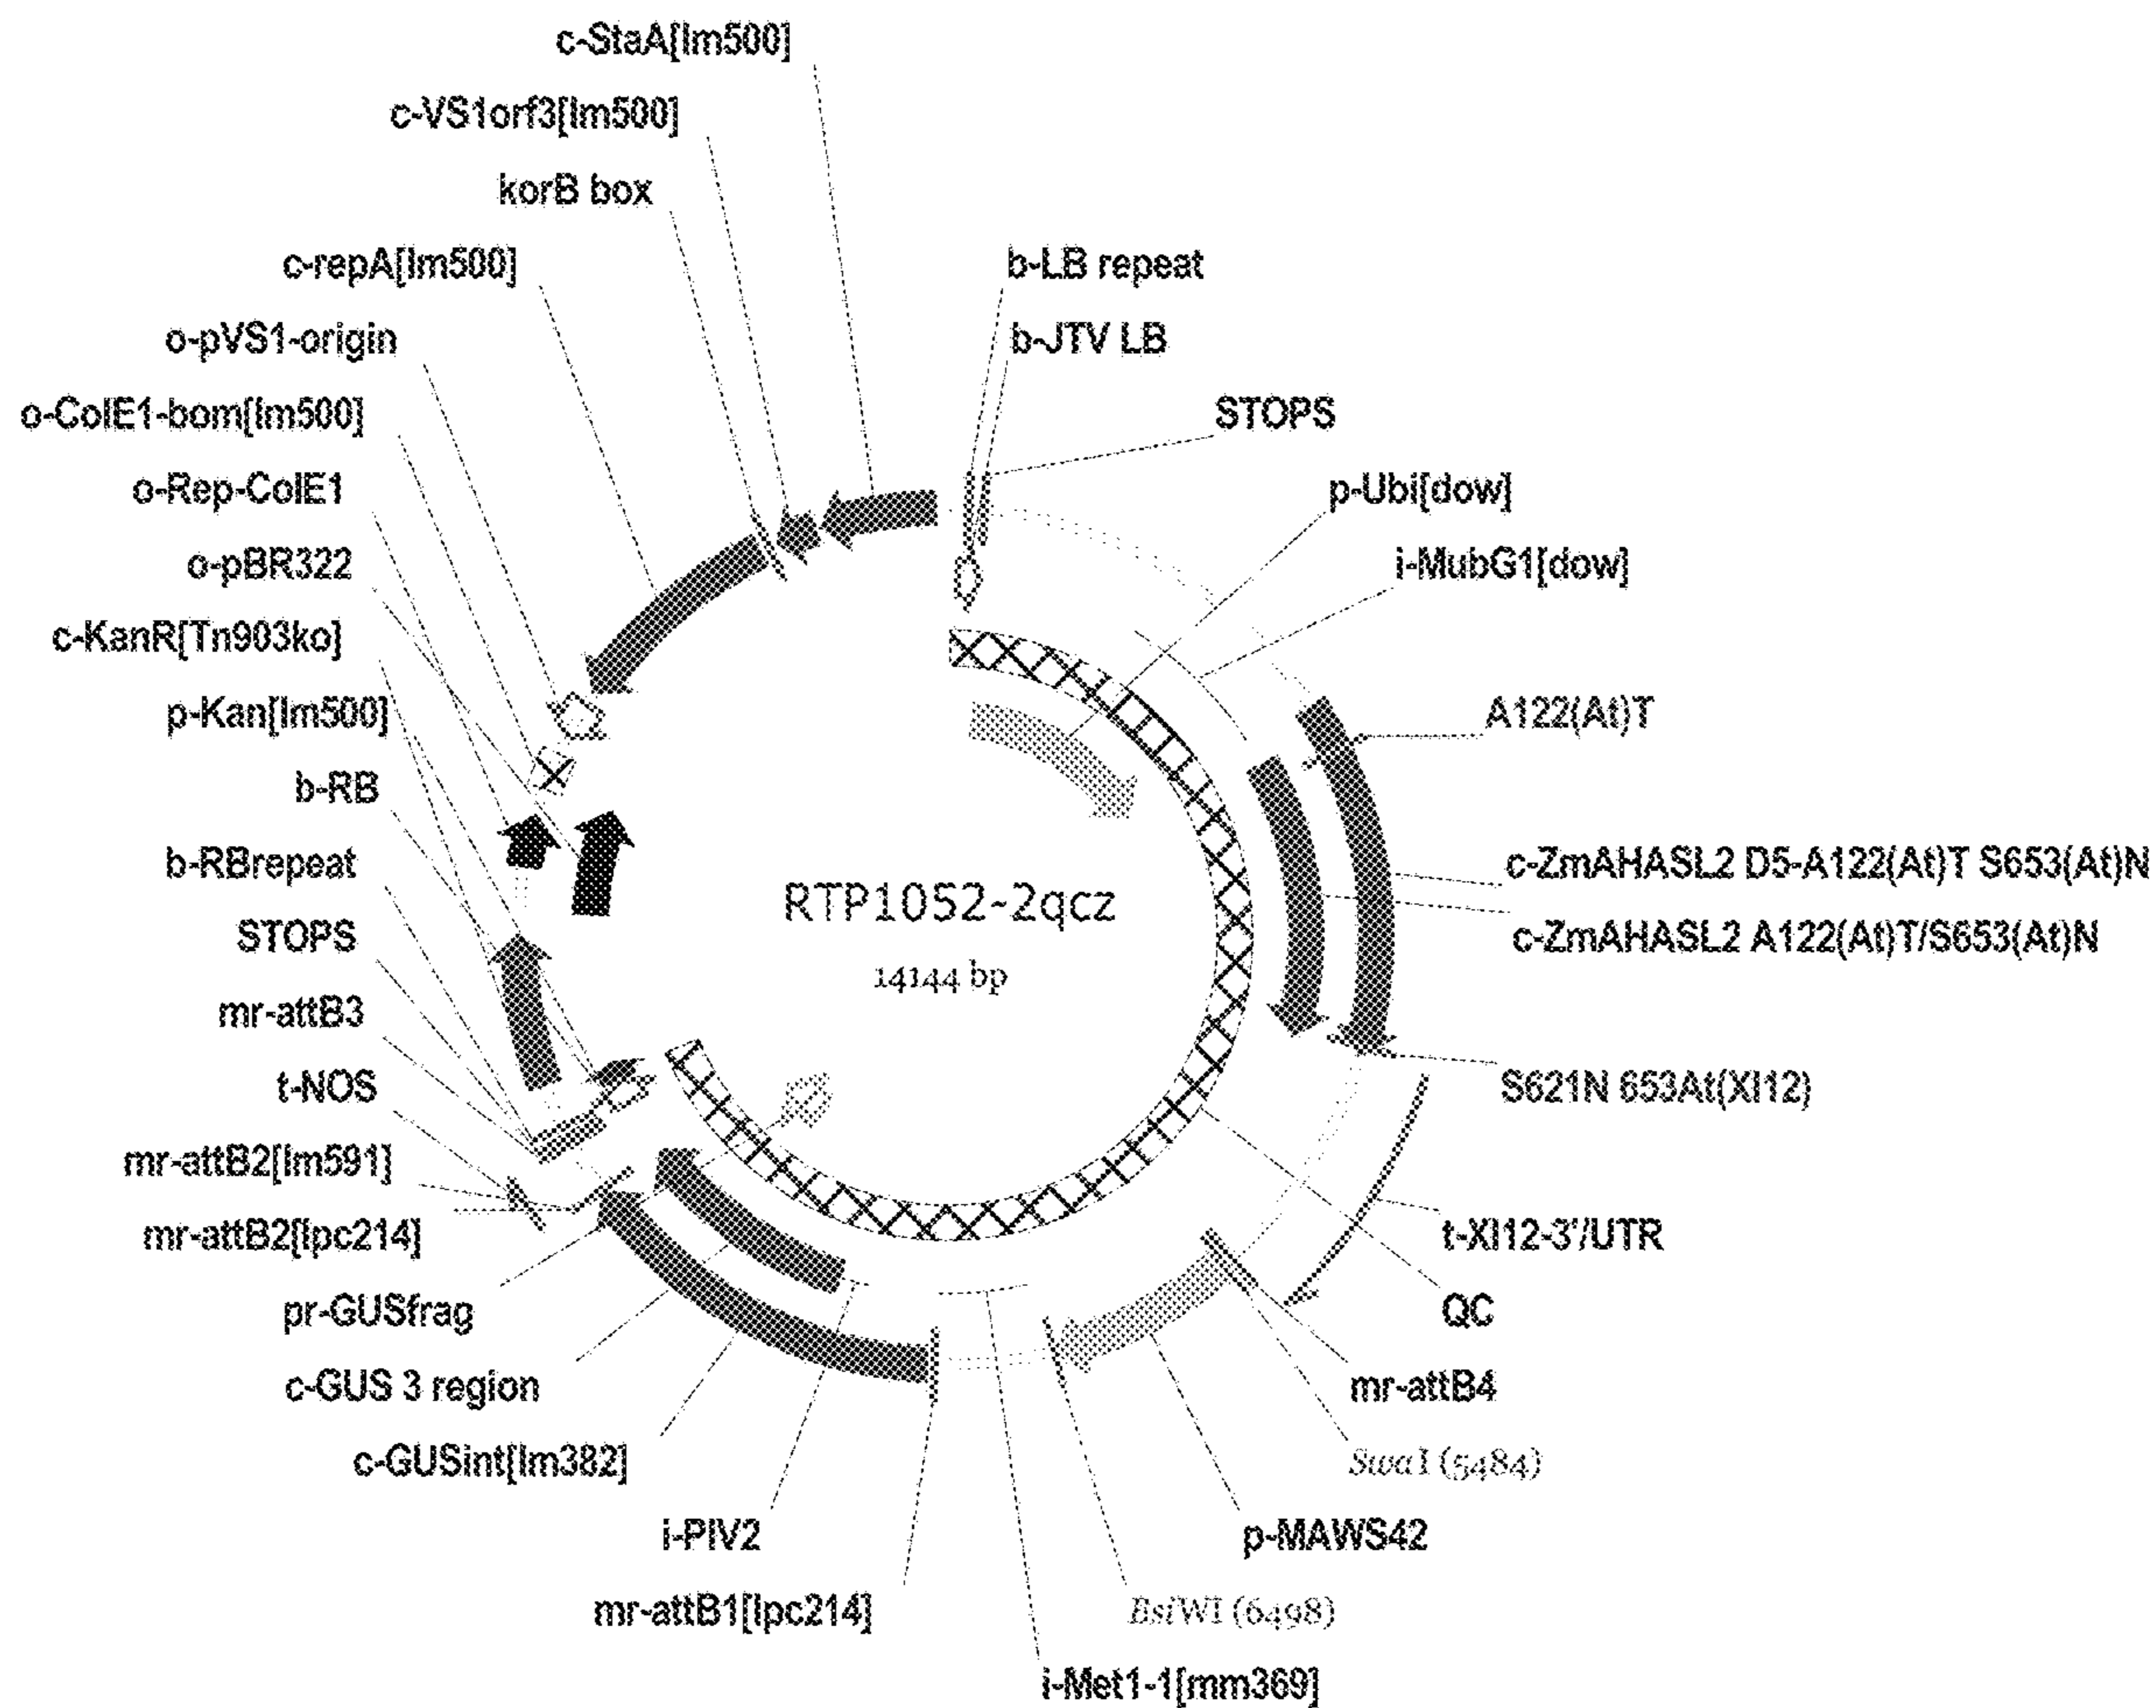 c-StaA[lm500]
c-VS1orf3[lm500]
korB box
c-repA[lm500]
o-pVS1-origin
o-ColE1-bom[lm500]
o-Rep-ColE1
o-pBR322
c-KanR[Tn903ko]
p-Kan[lm500]
b-RB
b-RBrepeat
STOPS
mr-attB3
t-NOS
mr-attB2[lm591]
mr-attB2[lpc214]
pr-GUSfrag
c-GUS 3 region
c-GUSint[lm382]
i-PIV2
mr-attB1[lpc214]
RTP1052-2qcz
14144 bp
b-LB repeat
b-JTV LB
STOPS
p-Ubi[dow]
i-MubG1[dow]
A122(At)T
c-ZmAHASL2 D5-A122(At)T S653(At)N
c-ZmAHASL2 A122(At)T/S653(At)N
S621N 653At(XI12)
t-XI12-3'/UTR
QC
mr-attB4
SwaI (5484)
p-MAWS42
BsiWI (6498)
i-Met1-1[mm369]